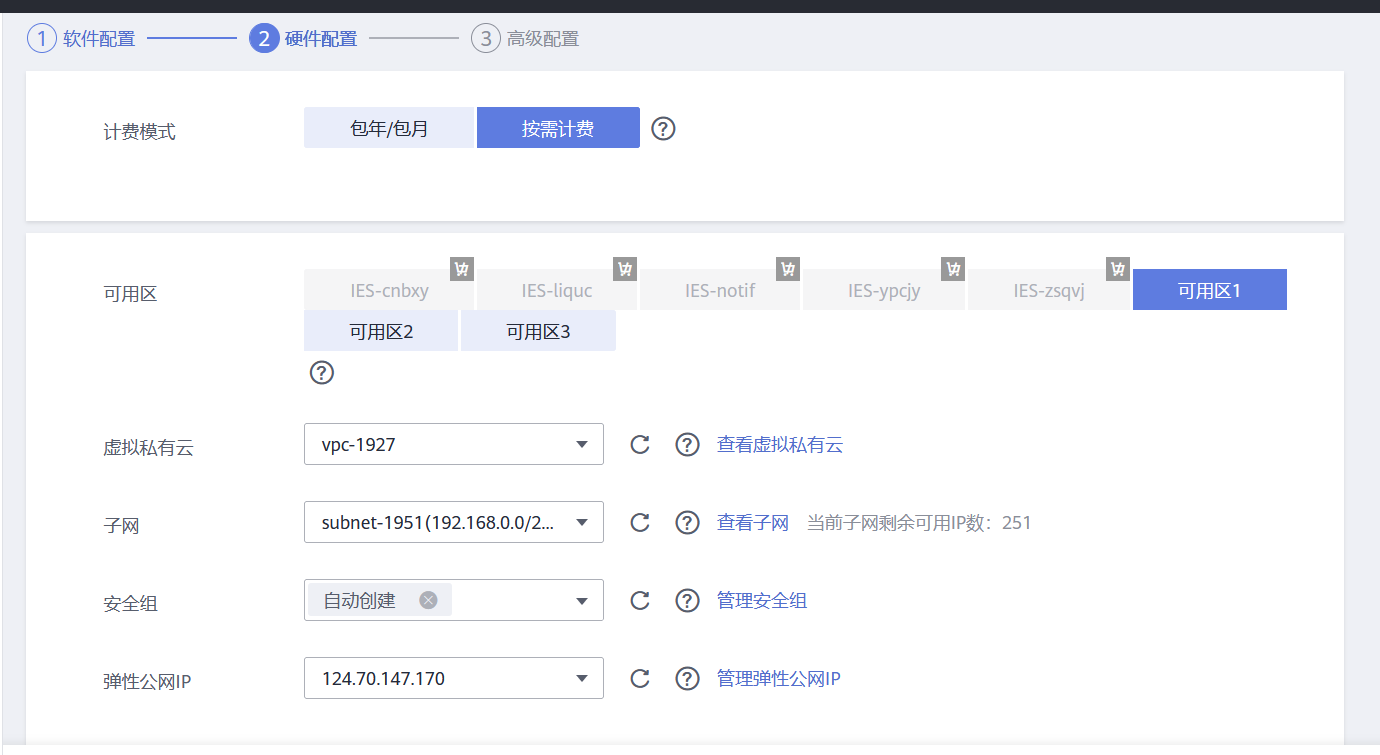 1 软件配置 2 硬件配置 3 高级配置
计费模式 包年/包月 按需计费 ?
可用区 IES-cnbxy IES-liquc IES-notif IES-ypcjy IES-zsqvj 可用区1
可用区2 可用区3
?
虚拟私有云 vpc-1927 ? 查看虚拟私有云
子网 subnet-1951(192.168.0.0/2... ? 查看子网 当前子网剩余可用IP数：251
安全组 自动创建 ? 管理安全组
弹性公网IP 124.70.147.170 ? 管理弹性公网IP